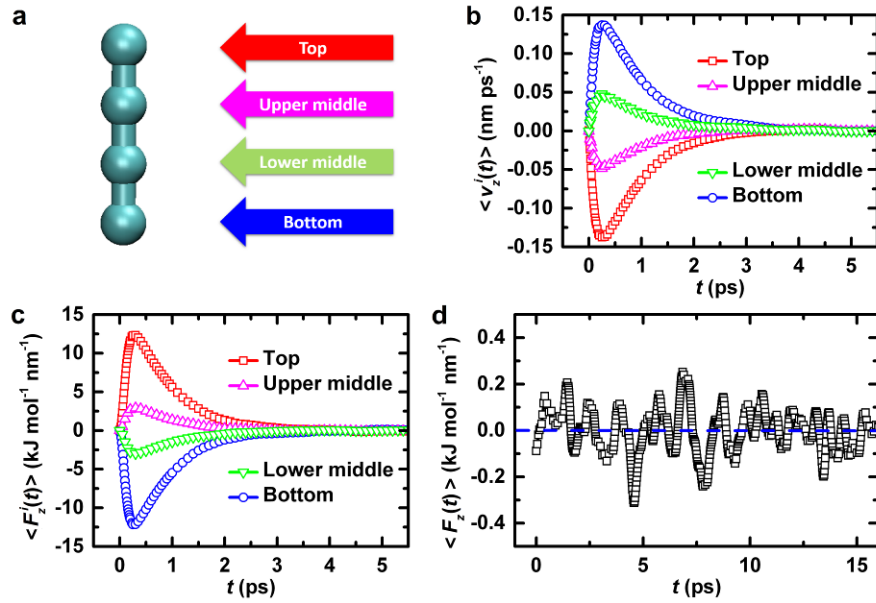 a
Top
Upper middle
Lower middle
Bottom
b
<v_z^i(t)> (nm ps⁻¹)
0.15
0.10
0.05
0.00
-0.05
-0.10
-0.15
Top
Upper middle
Lower middle
Bottom
0 1 2 3 4 5
t (ps)
c
<F_z^i(t)> (kJ mol⁻¹ nm⁻¹)
15
10
5
0
-5
-10
-15
Top
Upper middle
Lower middle
Bottom
0 1 2 3 4 5
t (ps)
d
<F_z(t)> (kJ mol⁻¹ nm⁻¹)
0.4
0.2
0.0
-0.2
-0.4
0 5 10 15
t (ps)